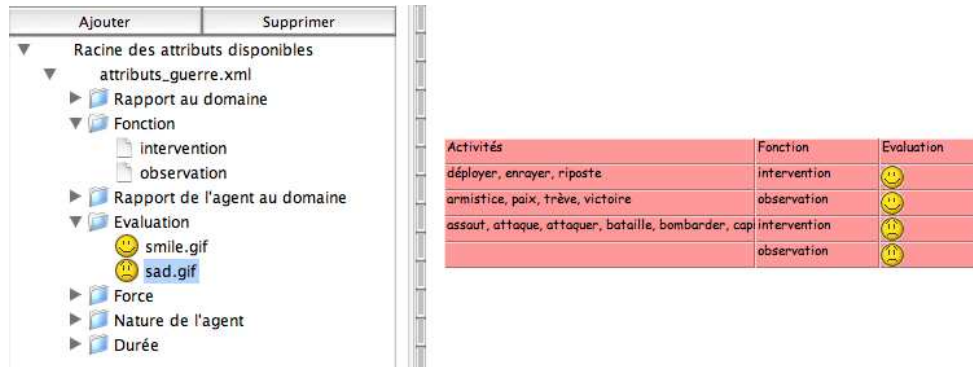 Ajouter Supprimer
Racine des attributs disponibles
attributs_guerre.xml
Rapport au domaine
Fonction
intervention
observation
Rapport de l'agent au domaine
Evaluation
smile.gif
sad.gif
Force
Nature de l'agent
Durée
Activités Fonction Evaluation
déployer, enrayer, riposte intervention
armistice, paix, trève, victoire observation
assaut, attaque, attaquer, bataille, bombarder, cap intervention
observation